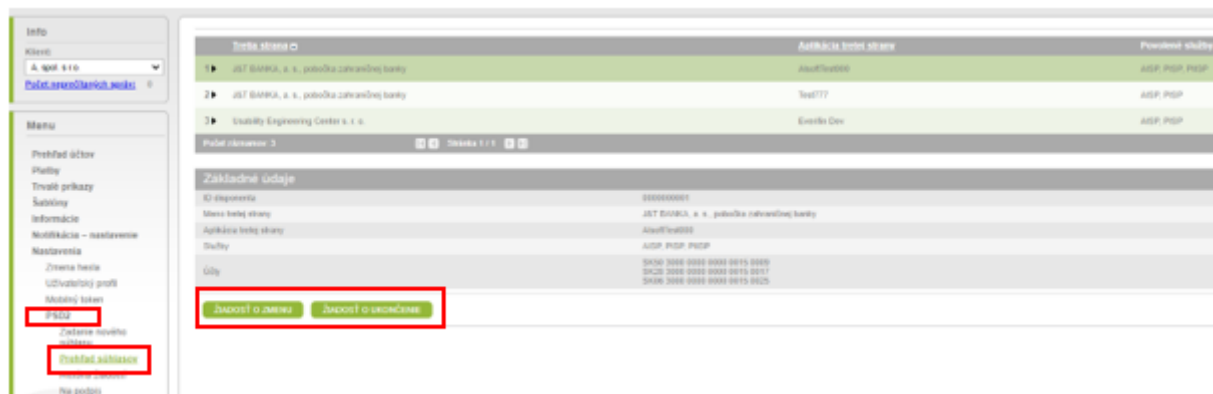 Info
Klient:
A, spol. s r.o.
Počet neprečítaných správ: 0
Menu
Prehľad účtov
Platby
Trvalé príkazy
Šablóny
Informácie
Notifikácia – nastavenie
Nastavenia
Zmena hesla
Užívateľský profil
Mobilný token
PSD2
Zadanie nového
súhlasu
Prehľad súhlasov
Na podpis
Tretia strana
Aplikácia tretej strany
Povolené služby
1 J&T BANKA, a. s., pobočka zahraničnej banky AISP, PISP, PIISP
2 J&T BANKA, a. s., pobočka zahraničnej banky Test777 AISP, PISP
3 Usability Engineering Center s. r. o. Eventin Dev AISP, PISP
Počet záznamov: 3 Stránka 1 / 1
Základné údaje
ID disponenta
Meno tretej strany J&T BANKA, a. s., pobočka zahraničnej banky
Aplikácia tretej strany
Služby AISP, PISP, PIISP
Účty
ŽIADOSŤ O ZMENU ŽIADOSŤ O UKONČENIE